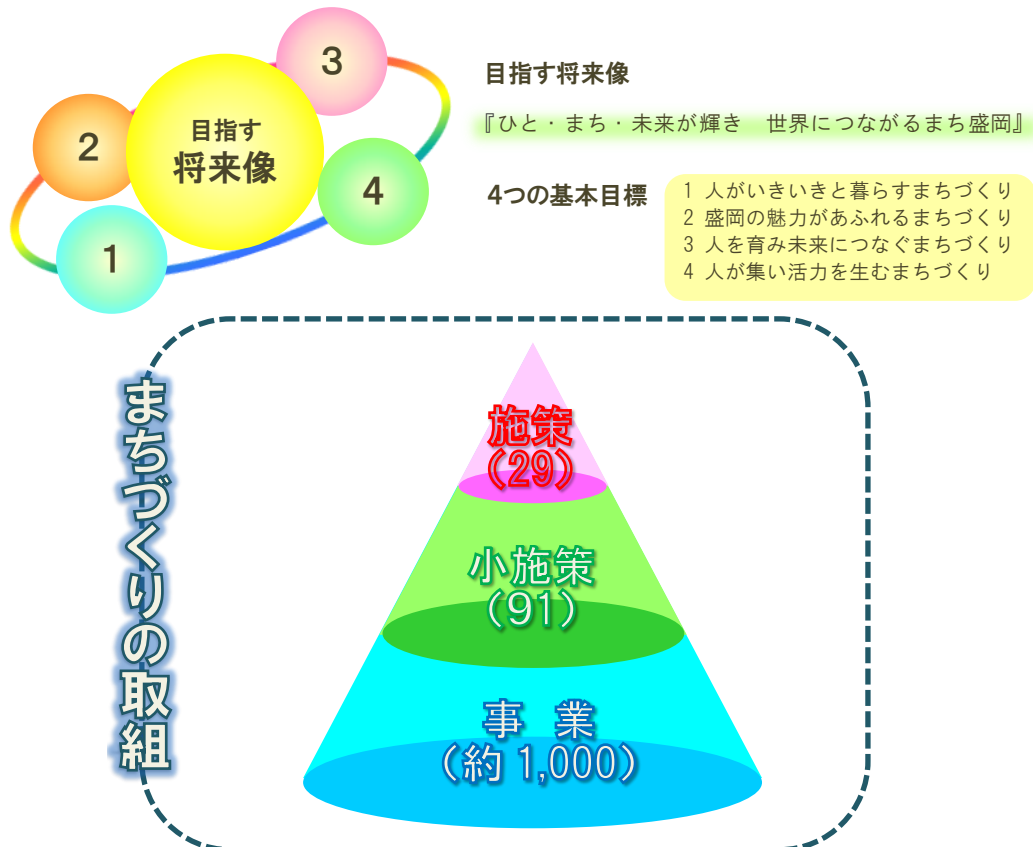 3
2
目指す
将来像
4
1
目指す将来像
『ひと・まち・未来が輝き　世界につながるまち盛岡』
4つの基本目標
1 人がいきいきと暮らすまちづくり
2 盛岡の魅力があふれるまちづくり
3 人を育み未来につなぐまちづくり
4 人が集い活力を生むまちづくり
まちづくりの取組
施策
(29)
小施策
(91)
事　業
(約 1,000)